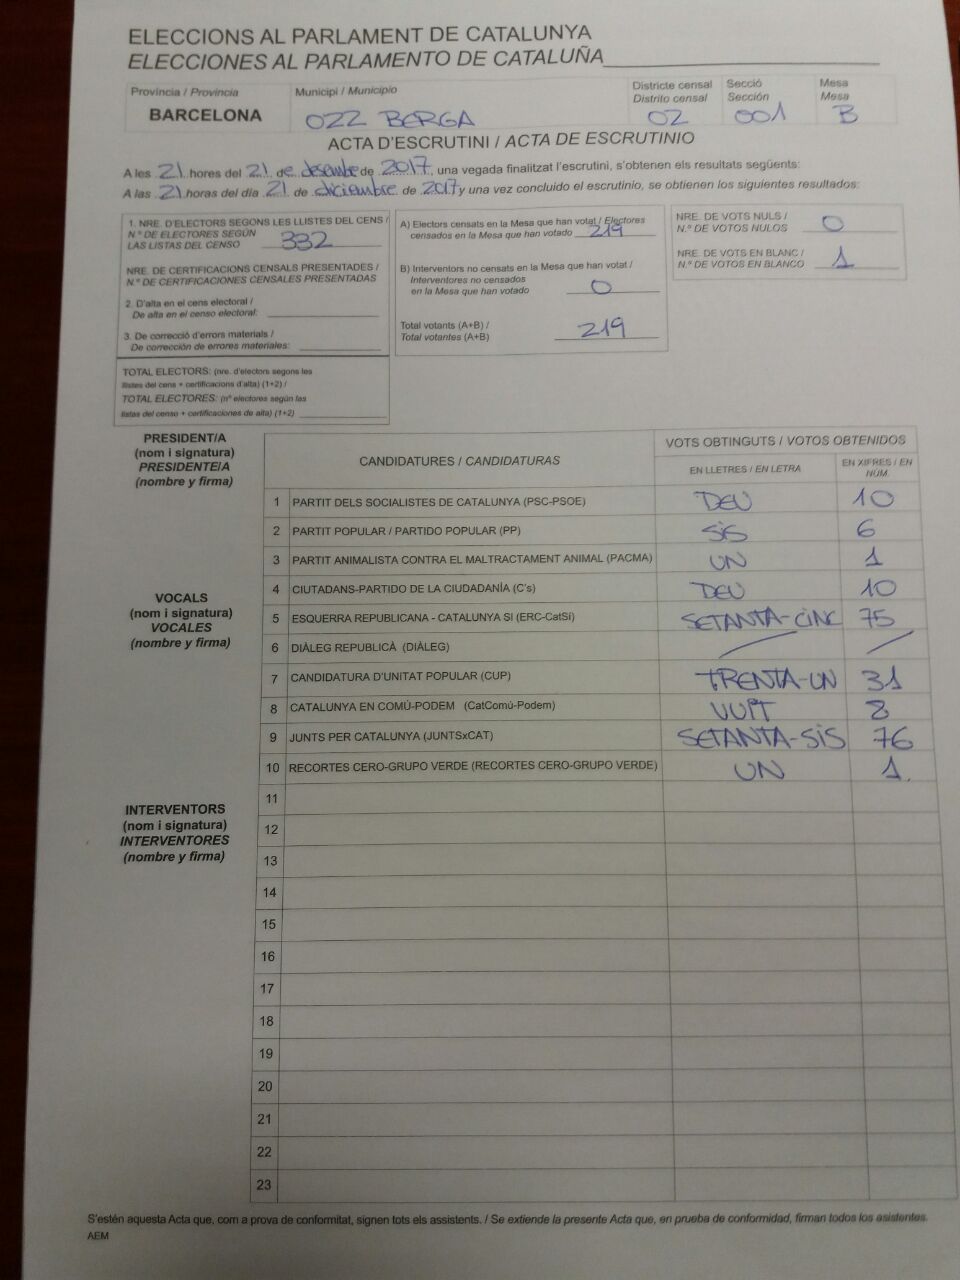 ELECCIONS AL PARLAMENT DE CATALUNYA
ELECCIONES AL PARLAMENTO DE CATALUÑA
Província / Provincia
BARCELONA
Municipi / Municipio
022 BERGA
Districte censal
Distrito censal
02
Secció
Sección
001
Mesa
Mesa
B
ACTA D'ESCRUTINI / ACTA DE ESCRUTINIO
A les 21 hores del 21 de desembre de 2017, una vegada finalitzat l'escrutini, s'obtenen els resultats següents:
A las 21 horas del día 21 de diciembre de 2017 y una vez concluido el escrutinio, se obtienen los siguientes resultados:
1. NRE. D'ELECTORS SEGONS LES LLISTES DEL CENS /
N.º DE ELECTORES SEGÚN
LAS LISTAS DEL CENSO 332
NRE. DE CERTIFICACIONS CENSALS PRESENTADES /
N.º DE CERTIFICACIONES CENSALES PRESENTADAS
2. D'alta en el cens electoral /
De alta en el censo electoral:
3. De correcció d'errors materials /
De corrección de errores materiales:
TOTAL ELECTORS: (nre. d'electors segons les
llistes del cens + certificacions d'alta) (1+2) /
TOTAL ELECTORES: (nº electores según las
listas del censo + certificaciones de alta) (1+2)
A) Electors censats en la Mesa que han votat / Electores
censados en la Mesa que han votado 219
B) Interventors no censats en la Mesa que han votat /
Interventores no censados
en la Mesa que han votado 0
Total votants (A+B) /
Total votantes (A+B) 219
NRE. DE VOTS NULS /
N.º DE VOTOS NULOS 0
NRE. DE VOTS EN BLANC /
N.º DE VOTOS EN BLANCO 1
PRESIDENT/A
(nom i signatura)
PRESIDENTE/A
(nombre y firma)
VOCALS
(nom i signatura)
VOCALES
(nombre y firma)
INTERVENTORS
(nom i signatura)
INTERVENTORES
(nombre y firma)
CANDIDATURES / CANDIDATURAS
VOTS OBTINGUTS / VOTOS OBTENIDOS
EN LLETRES / EN LETRA
EN XIFRES / EN NÚM.
1 PARTIT DELS SOCIALISTES DE CATALUNYA (PSC-PSOE) DEU 10
2 PARTIT POPULAR / PARTIDO POPULAR (PP) SIS 6
3 PARTIT ANIMALISTA CONTRA EL MALTRACTAMENT ANIMAL (PACMA) UN 1
4 CIUTADANS-PARTIDO DE LA CIUDADANÍA (C's) DEU 10
5 ESQUERRA REPUBLICANA - CATALUNYA SI (ERC-CatSí) SETANTA-CINC 75
6 DIÀLEG REPUBLICÀ (DIÀLEG) / /
7 CANDIDATURA D'UNITAT POPULAR (CUP) TRENTA-UN 31
8 CATALUNYA EN COMÚ-PODEM (CatComú-Podem) VUIT 8
9 JUNTS PER CATALUNYA (JUNTSxCAT) SETANTA-SIS 76
10 RECORTES CERO-GRUPO VERDE (RECORTES CERO-GRUPO VERDE) UN 1.
11
12
13
14
15
16
17
18
19
20
21
22
23
S'estén aquesta Acta que, com a prova de conformitat, signen tots els assistents. / Se extiende la presente Acta que, en prueba de conformidad, firman todos los asistentes.
AEM